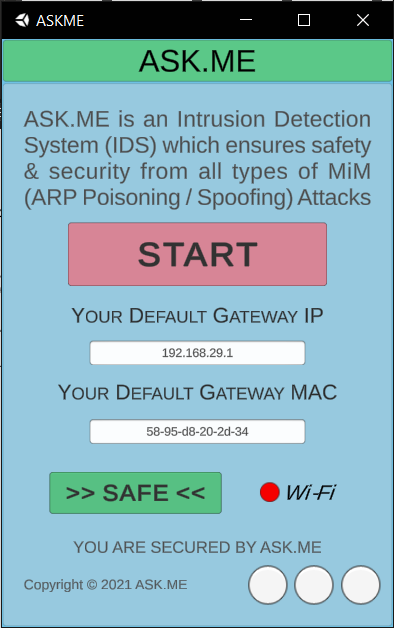 ASKME
ASK.ME
ASK.ME is an Intrusion Detection
System (IDS) which ensures safety
& security from all types of MiM
(ARP Poisoning / Spoofing) Attacks
START
YOUR DEFAULT GATEWAY IP
192.168.29.1
YOUR DEFAULT GATEWAY MAC
58-95-d8-20-2d-34
>> SAFE <<
Wi-Fi
YOU ARE SECURED BY ASK.ME
Copyright © 2021 ASK.ME